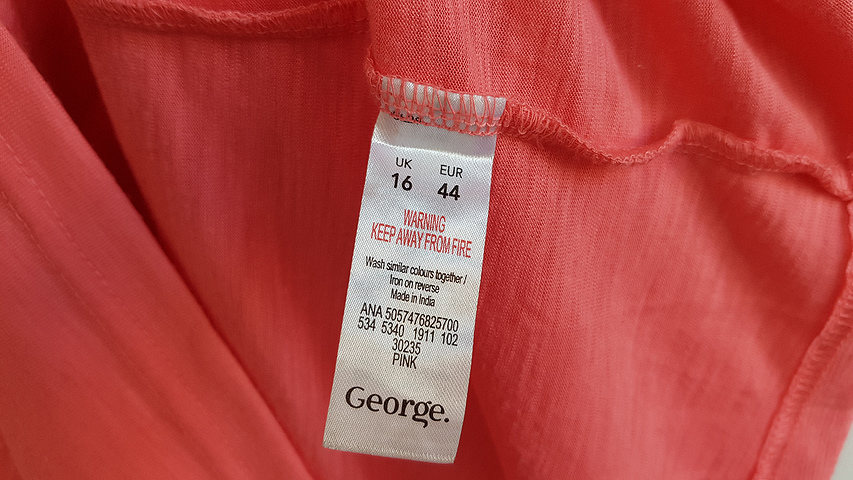 UK EUR
16 44
WARNING
KEEP AWAY FROM FIRE
Wash similar colours together /
Iron on reverse
Made in India
ANA 5057476825700
534 5340 1911 102
30235
PINK
George.